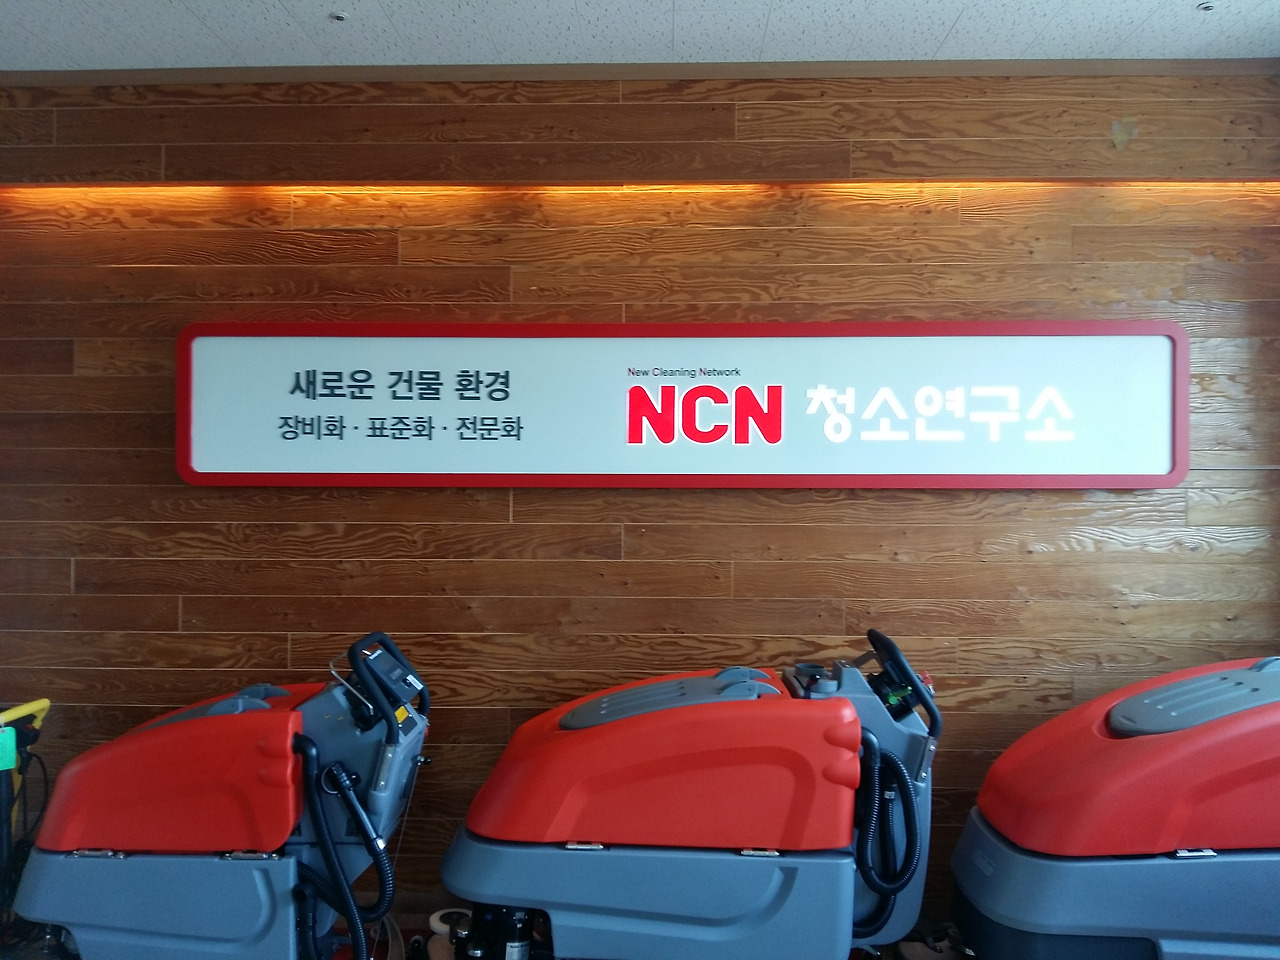 새로운 건물 환경
장비화 · 표준화 · 전문화
New Cleaning Network
NCN 청소연구소